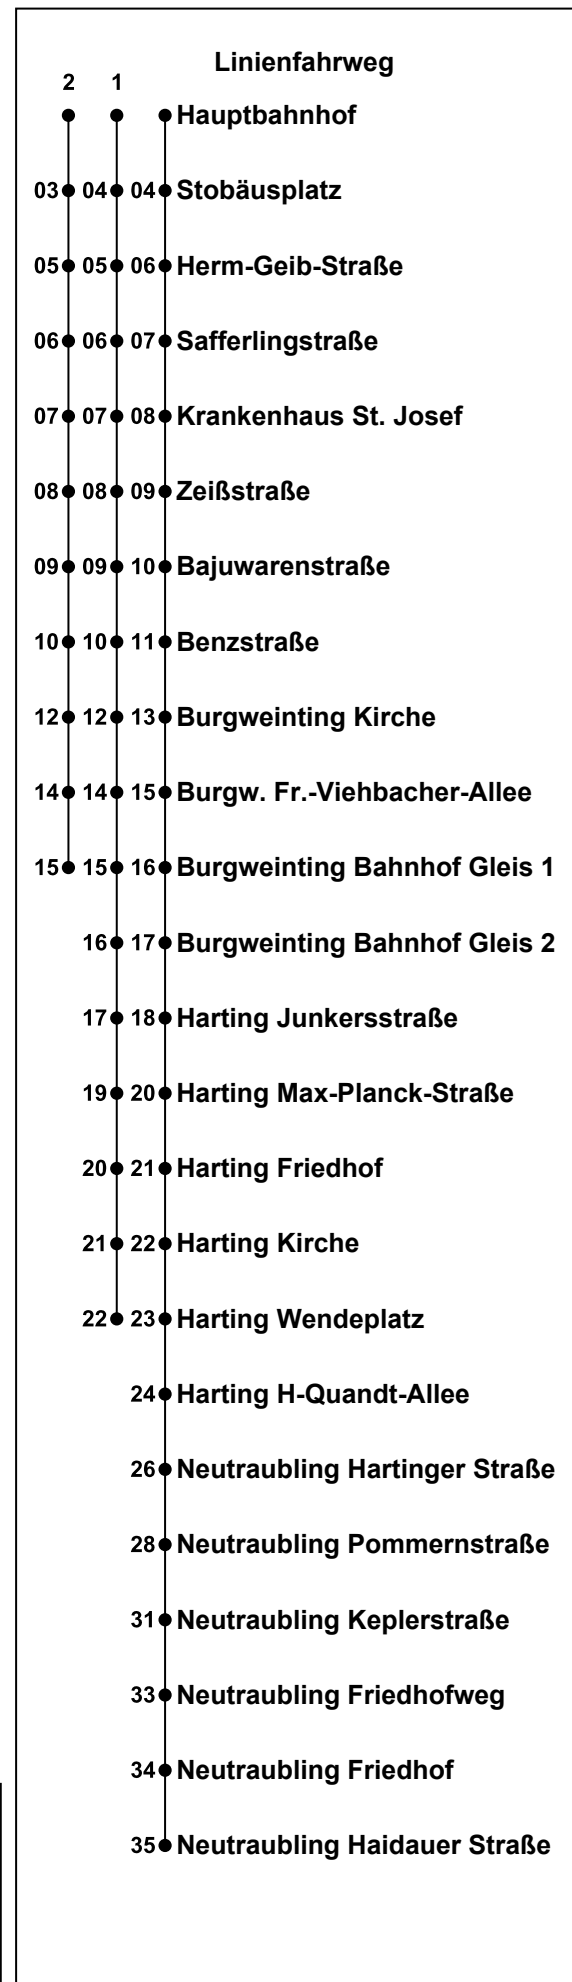 Linienfahrweg
2 1
Hauptbahnhof
03 04 04 Stobäusplatz
05 05 06 Herm-Geib-Straße
06 06 07 Safferlingstraße
07 07 08 Krankenhaus St. Josef
08 08 09 Zeißstraße
09 09 10 Bajuwarenstraße
10 10 11 Benzstraße
12 12 13 Burgweinting Kirche
14 14 15 Burgw. Fr.-Viehbacher-Allee
15 15 16 Burgweinting Bahnhof Gleis 1
16 17 Burgweinting Bahnhof Gleis 2
17 18 Harting Junkersstraße
19 20 Harting Max-Planck-Straße
20 21 Harting Friedhof
21 22 Harting Kirche
22 23 Harting Wendeplatz
24 Harting H-Quandt-Allee
26 Neutraubling Hartinger Straße
28 Neutraubling Pommernstraße
31 Neutraubling Keplerstraße
33 Neutraubling Friedhofweg
34 Neutraubling Friedhof
35 Neutraubling Haidauer Straße